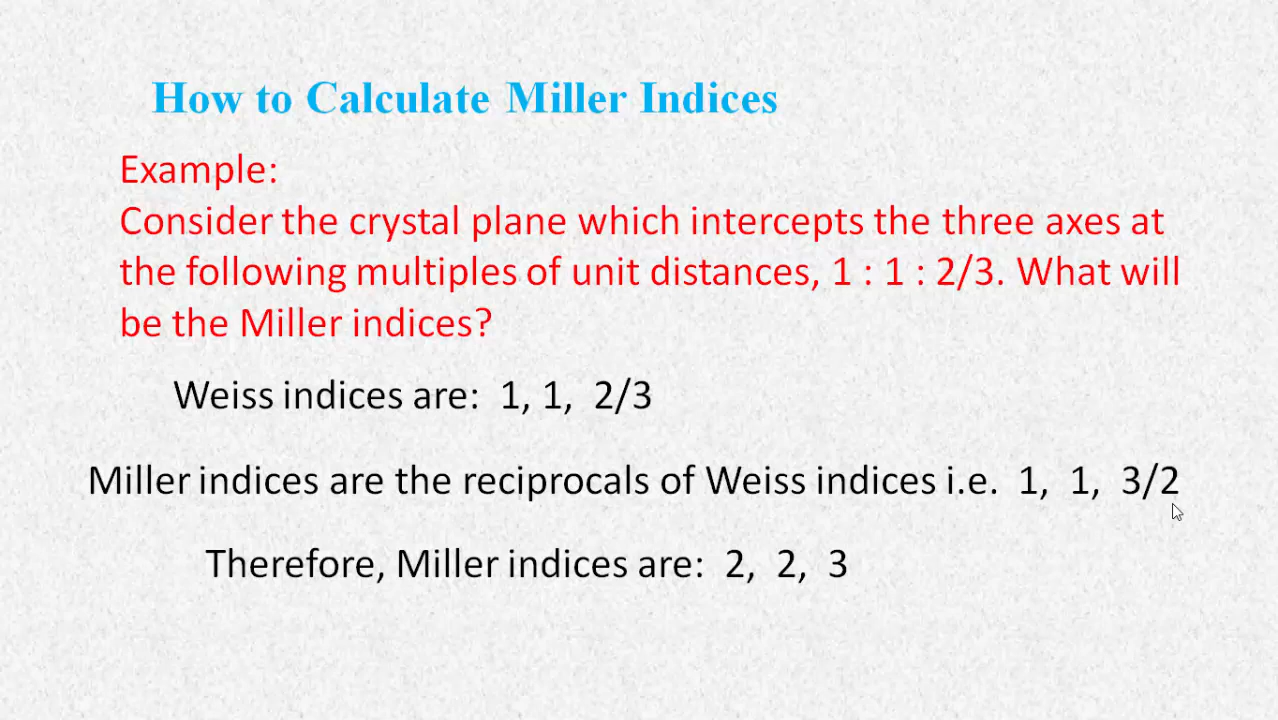 How to Calculate Miller Indices
Example:
Consider the crystal plane which intercepts the three axes at
the following multiples of unit distances, 1 : 1 : 2/3. What will
be the Miller indices?
Weiss indices are: 1, 1, 2/3
Miller indices are the reciprocals of Weiss indices i.e. 1, 1, 3/2
Therefore, Miller indices are: 2, 2, 3